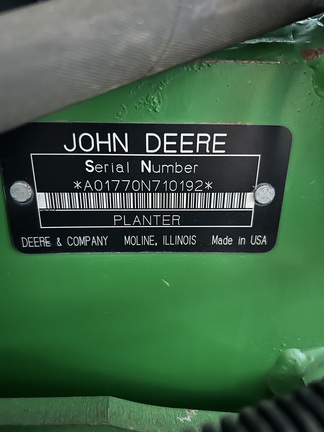 JOHN DEERE
Serial Number
*A01770N710192*
PLANTER
DEERE & COMPANY MOLINE, ILLINOIS Made in USA